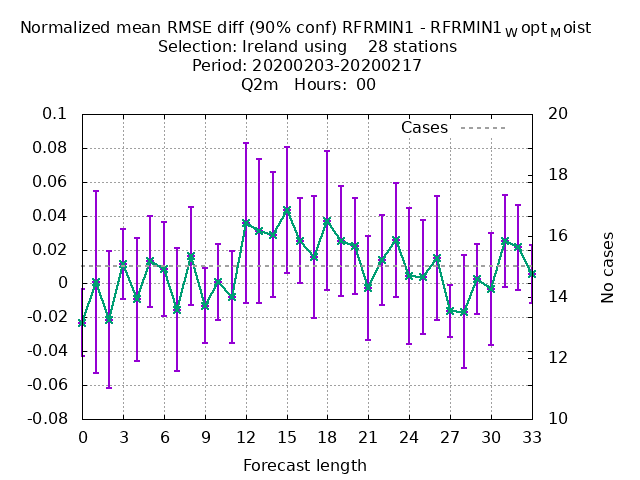 Normalized mean RMSE diff (90% conf) RFRMIN1 - RFRMIN1WoptMoist
Selection: Ireland using 28 stations
Period: 20200203-20200217
Q2m Hours: 00
0.1 Cases 20
0.08
0.06 18
0.04
0.02 16
0 14
-0.02
-0.04 12
-0.06
-0.08 10
No cases
0 3 6 9 12 15 18 21 24 27 30 33
Forecast length